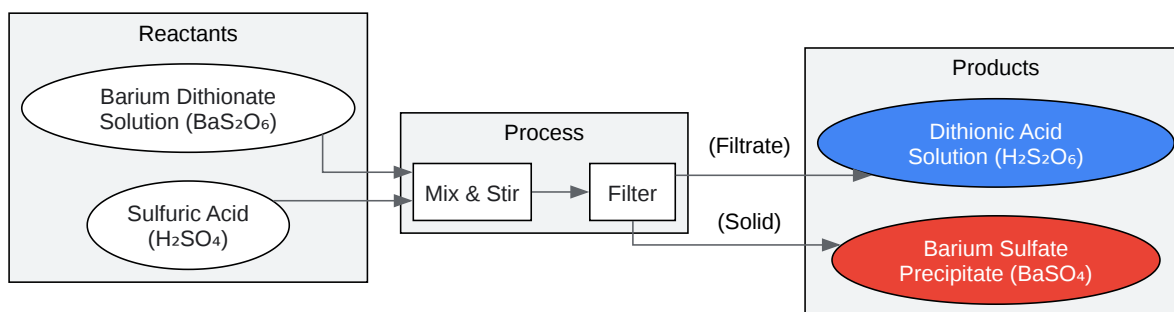 Reactants
Barium Dithionate
Solution (BaS₂O₆)
Sulfuric Acid
(H₂SO₄)
Process
Mix & Stir
Filter
(Filtrate)
(Solid)
Products
Dithionic Acid
Solution (H₂S₂O₆)
Barium Sulfate
Precipitate (BaSO₄)